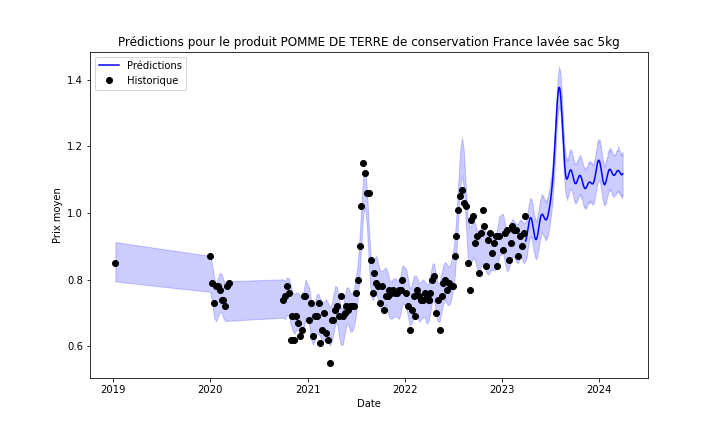 Prédictions pour le produit POMME DE TERRE de conservation France lavée sac 5kg
Prédictions
Historique
Prix moyen
1.4
1.2
1.0
0.8
0.6
2019
2020
2021
2022
2023
2024
Date